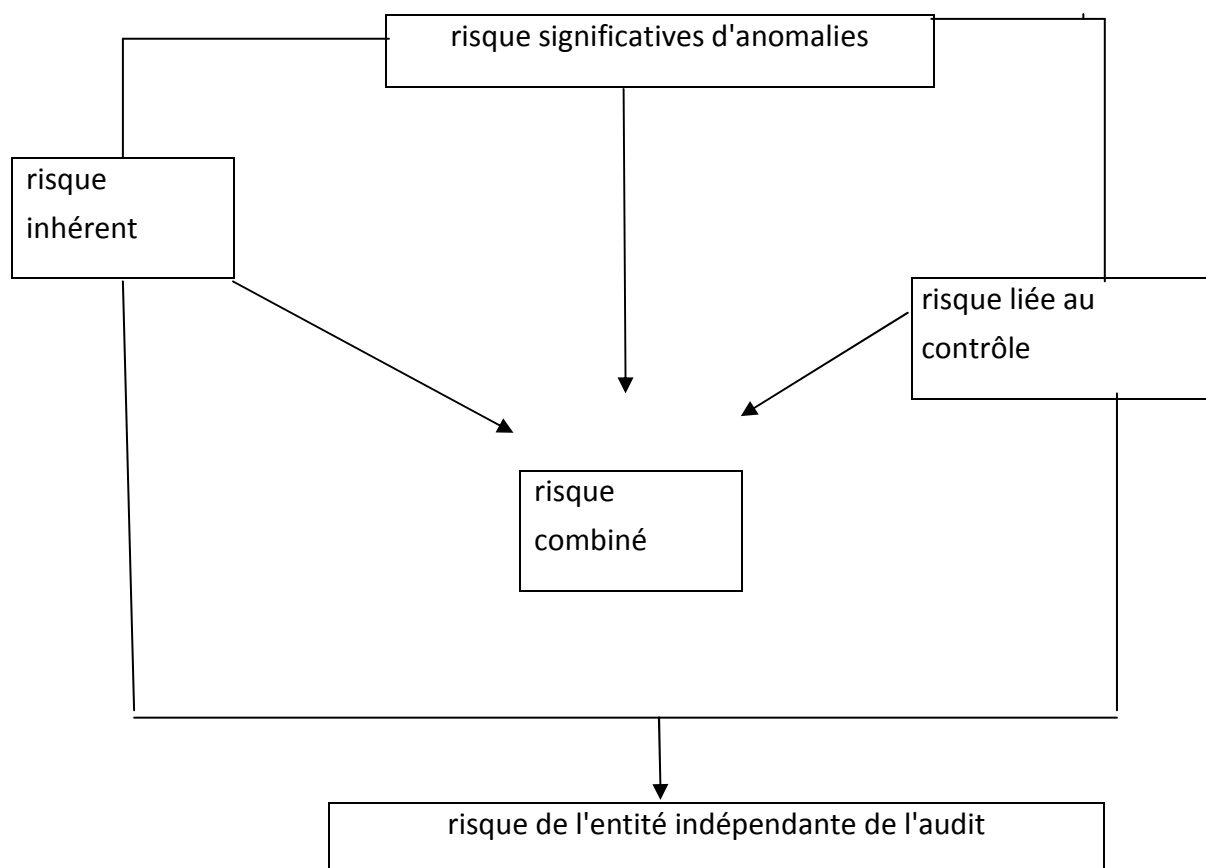 risque significatives d'anomalies
risque
inhérent
risque liée au
contrôle
risque
combiné
risque de l'entité indépendante de l'audit